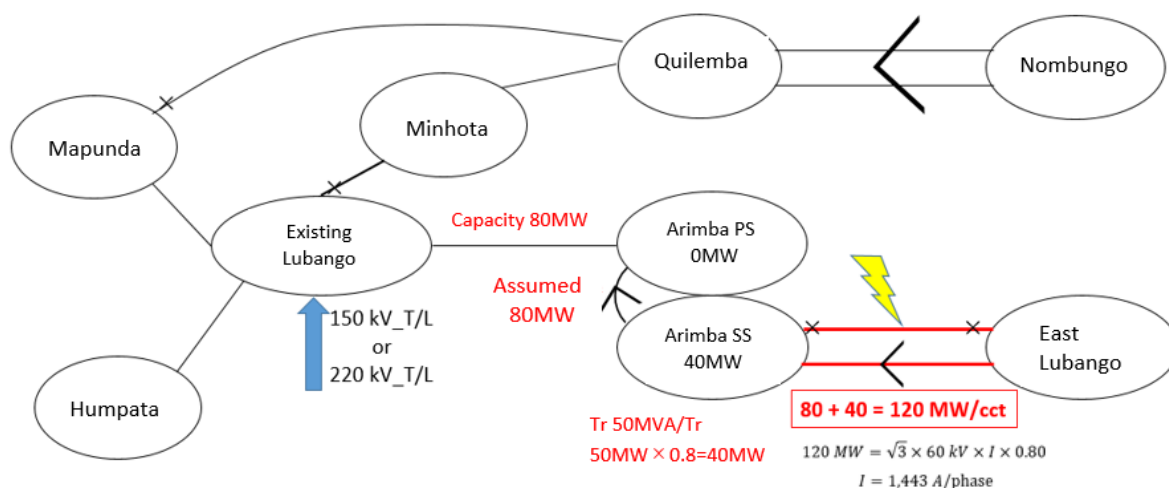 Quilemba
Nombungo
Minhota
Mapunda
Existing
Lubango
Capacity 80MW
Arimba PS
0MW
Assumed
80MW
150 kV_T/L
or
220 kV_T/L
Arimba SS
40MW
East
Lubango
Humpata
80 + 40 = 120 MW/cct
Tr 50MVA/Tr
50MW × 0.8=40MW
120 MW = √3 × 60 kV × I × 0.80
I = 1,443 A/phase